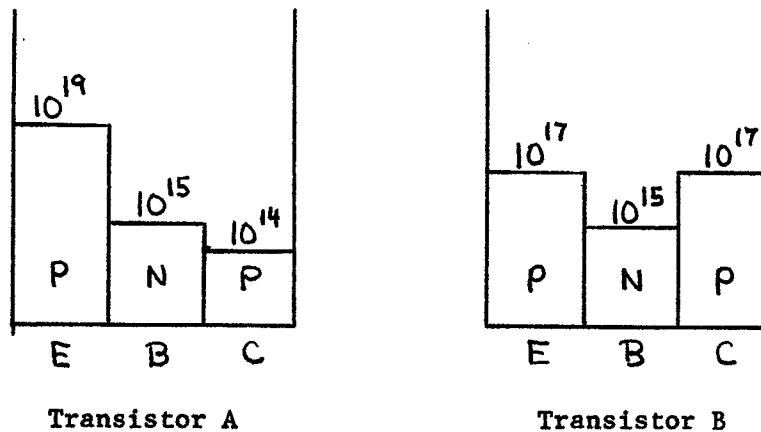 10^19
10^15
10^14
P N P
E B C
Transistor A
10^17
10^15
10^17
P N P
E B C
Transistor B